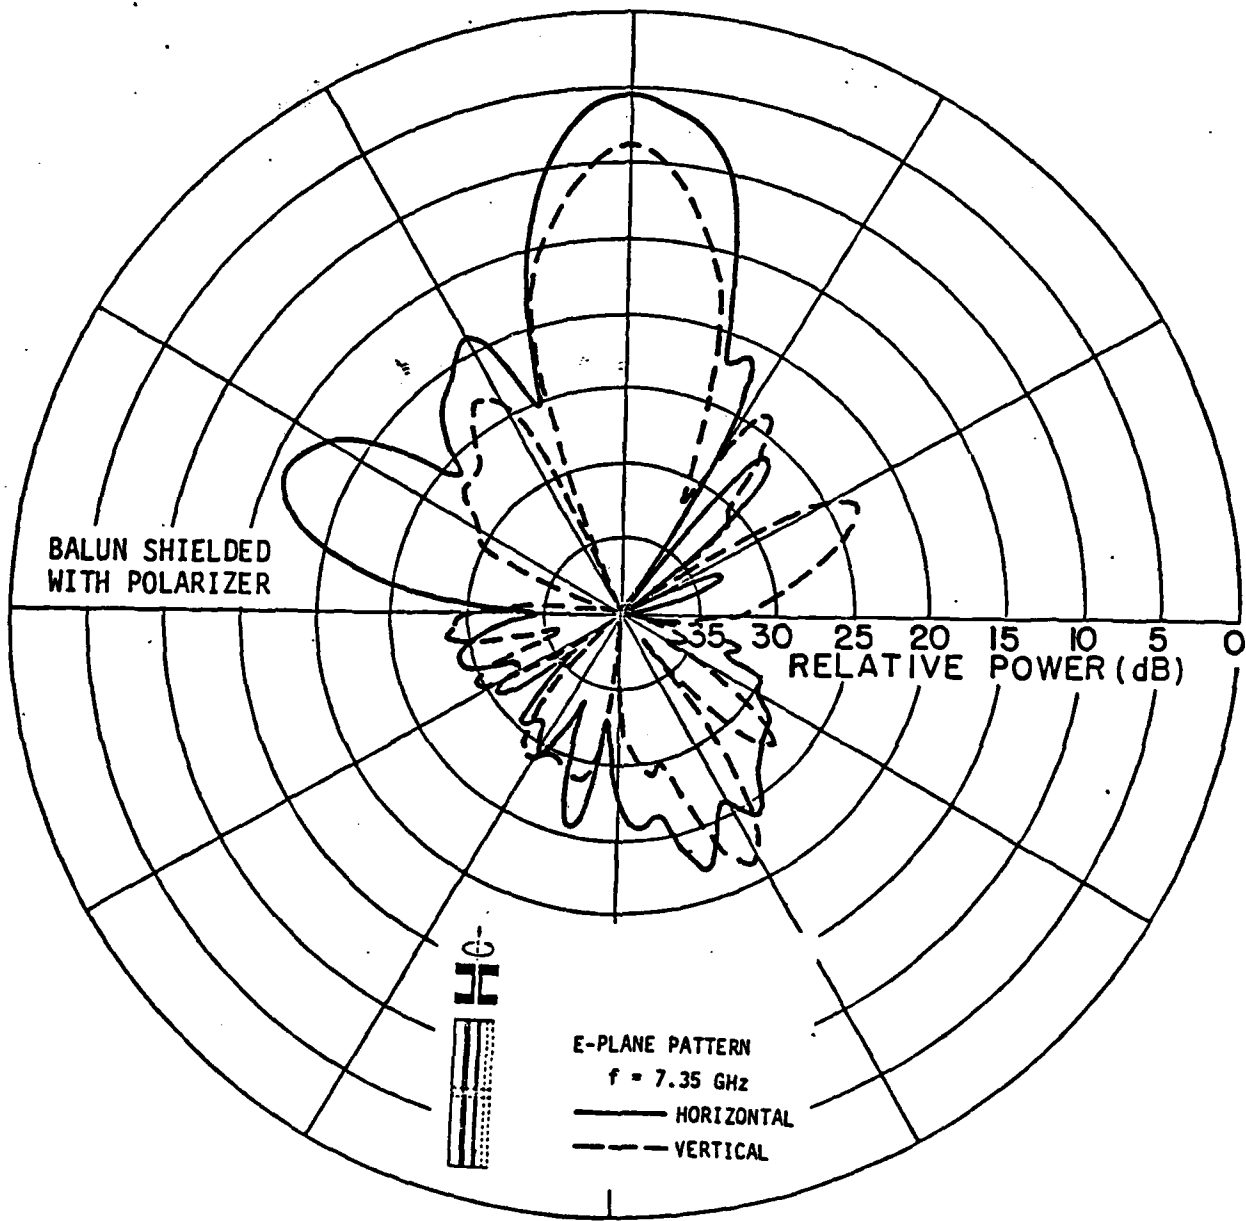 BALUN SHIELDED
WITH POLARIZER
35 30 25 20 15 10 5 0
RELATIVE POWER (dB)
E-PLANE PATTERN
f = 7.35 GHz
HORIZONTAL
VERTICAL